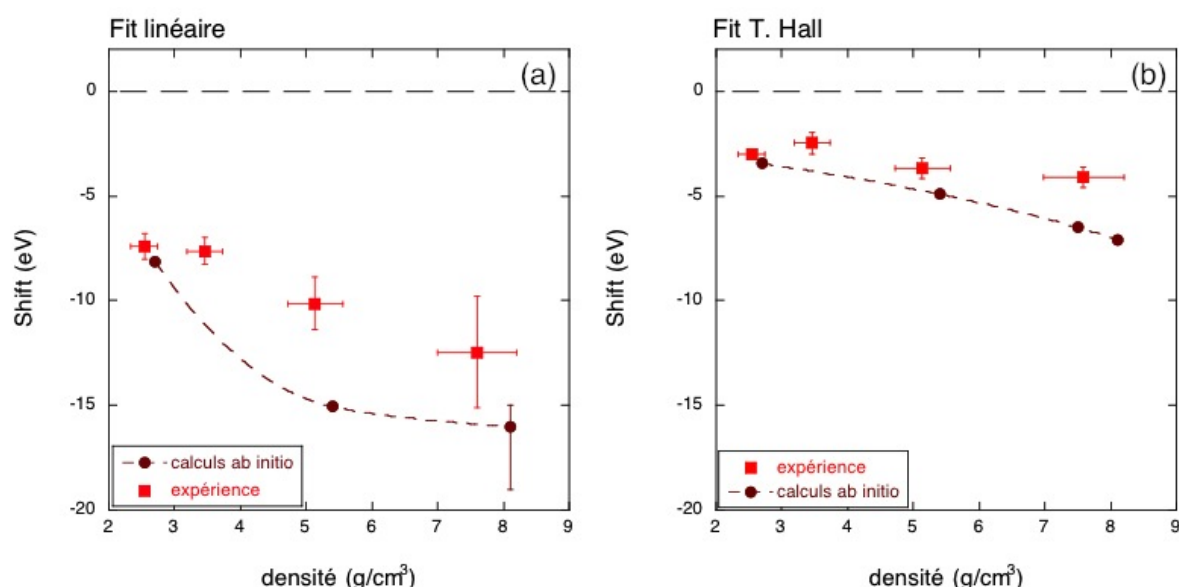 Fit linéaire
(a)
0
-5
-10
-15
-20
Shift (eV)
calculs ab initio
expérience
2 3 4 5 6 7 8 9
densité (g/cm³)
Fit T. Hall
(b)
0
-5
-10
-15
-20
Shift (eV)
expérience
calculs ab initio
2 3 4 5 6 7 8 9
densité (g/cm³)